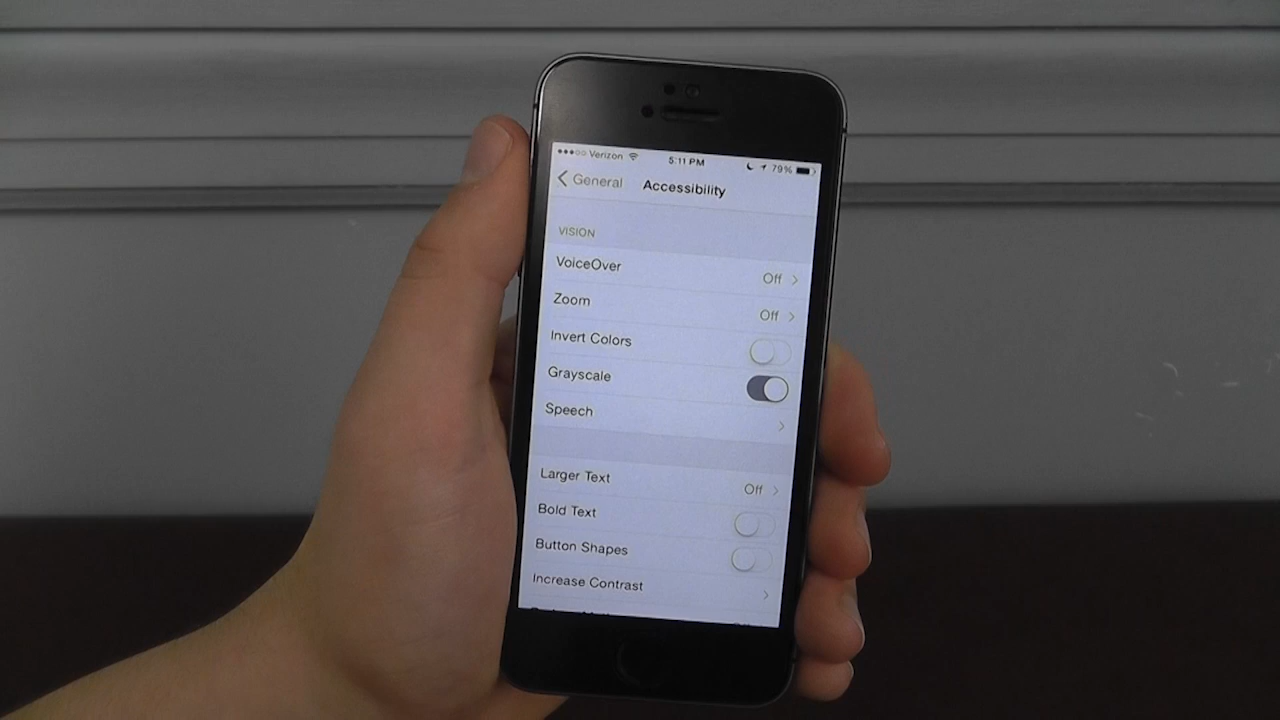 Verizon 5:11 PM 79%
General Accessibility
VISION
VoiceOver Off
Zoom Off
Invert Colors
Grayscale
Speech
Larger Text Off
Bold Text
Button Shapes
Increase Contrast